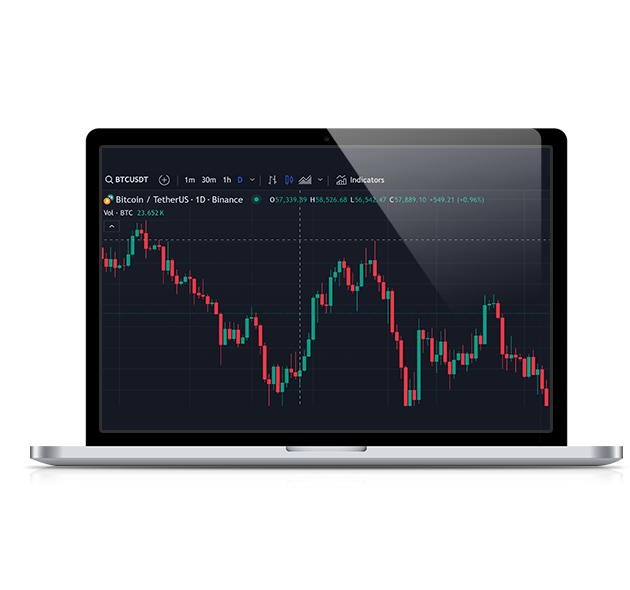 BTCUSDT 1m 30m 1h D Indicators
Bitcoin / TetherUS · 1D · Binance O57,339.89 H58,526.68 L56,542.47 C57,889.10 +549.21 (+0.96%)
Vol · BTC 23.652K